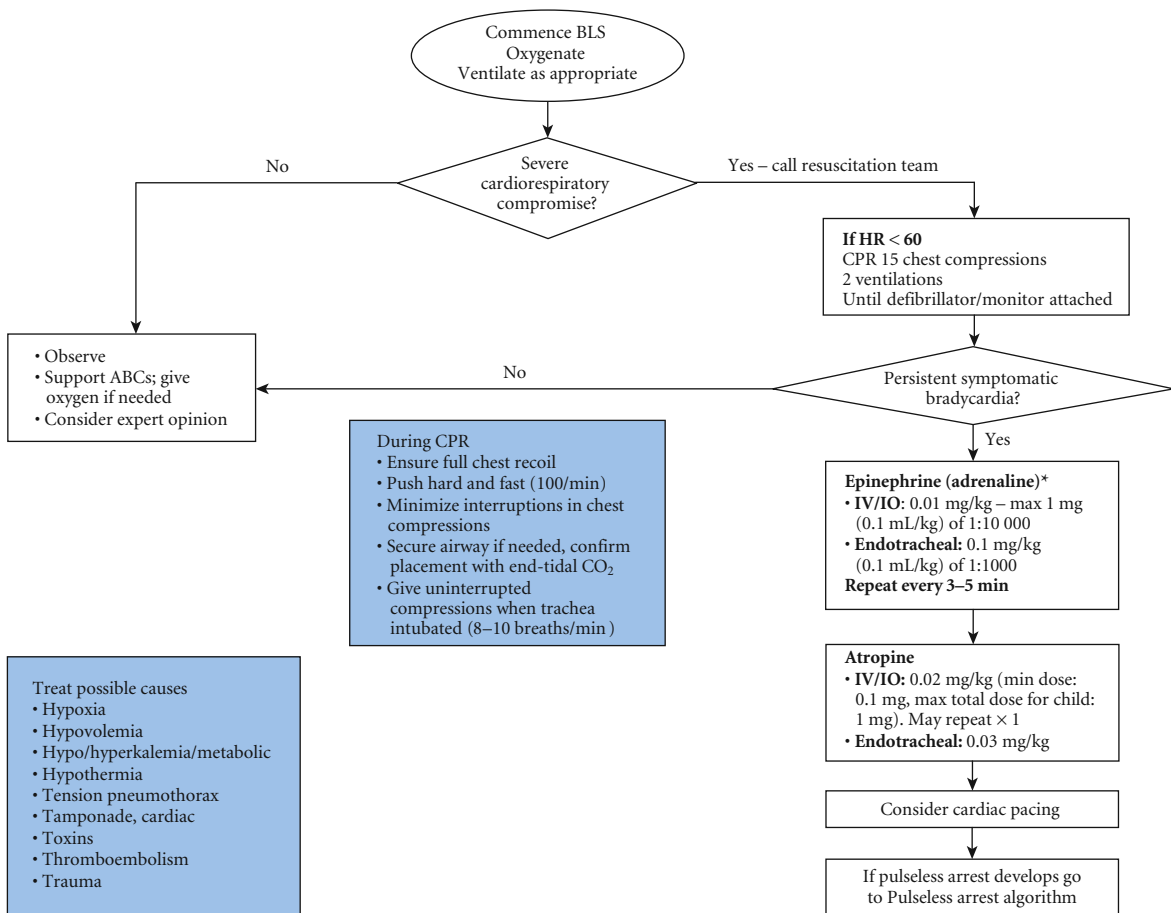 Commence BLS
Oxygenate
Ventilate as appropriate
No
Severe
cardiorespiratory
compromise?
Yes – call resuscitation team
If HR < 60
CPR 15 chest compressions
2 ventilations
Until defibrillator/monitor attached
• Observe
• Support ABCs; give
oxygen if needed
• Consider expert opinion
No
Persistent symptomatic
bradycardia?
Yes
During CPR
• Ensure full chest recoil
• Push hard and fast (100/min)
• Minimize interruptions in chest
compressions
• Secure airway if needed, confirm
placement with end-tidal CO₂
• Give uninterrupted
compressions when trachea
intubated (8–10 breaths/min )
Epinephrine (adrenaline)*
• IV/IO: 0.01 mg/kg – max 1 mg
(0.1 mL/kg) of 1:10 000
• Endotracheal: 0.1 mg/kg
(0.1 mL/kg) of 1:1000
Repeat every 3–5 min
Atropine
• IV/IO: 0.02 mg/kg (min dose:
0.1 mg, max total dose for child:
1 mg). May repeat × 1
• Endotracheal: 0.03 mg/kg
Treat possible causes
• Hypoxia
• Hypovolemia
• Hypo/hyperkalemia/metabolic
• Hypothermia
• Tension pneumothorax
• Tamponade, cardiac
• Toxins
• Thromboembolism
• Trauma
Consider cardiac pacing
If pulseless arrest develops go
to Pulseless arrest algorithm